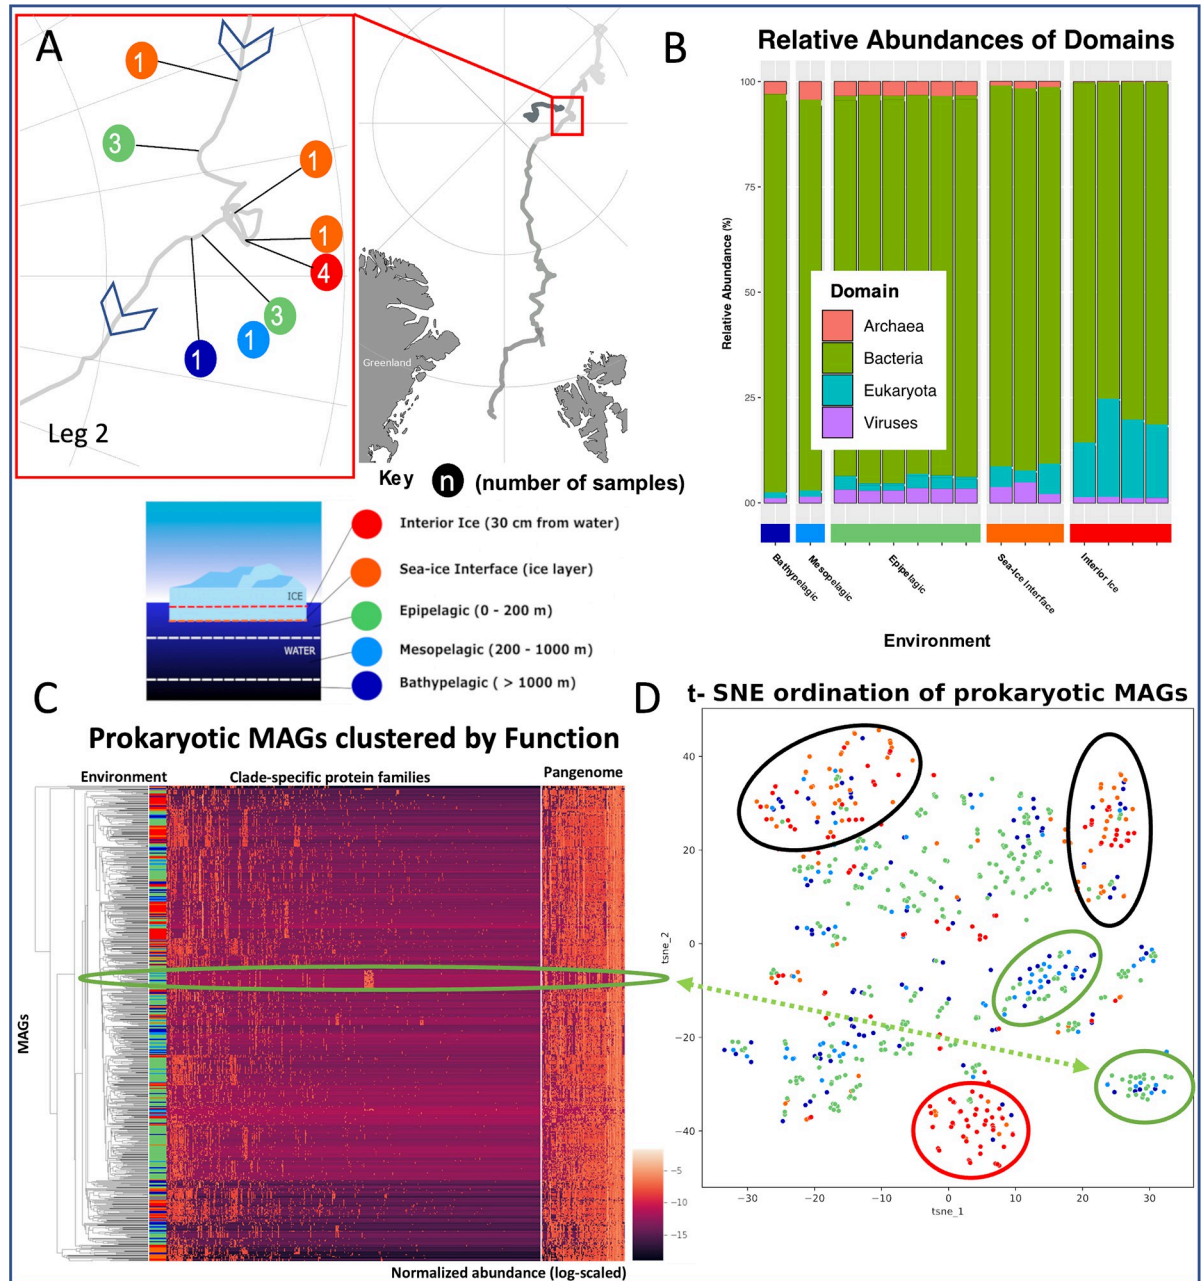 A
1
3
1
1
4
3
1
1
Leg 2
Greenland
Key n (number of samples)
ICE
WATER
Interior Ice (30 cm from water)
Sea-ice Interface (ice layer)
Epipelagic (0 - 200 m)
Mesopelagic (200 - 1000 m)
Bathypelagic ( > 1000 m)
B
Relative Abundances of Domains
Relative Abundance (%)
100
75
50
25
00
Domain
Archaea
Bacteria
Eukaryota
Viruses
Bathypelagic
Mesopelagic
Epipelagic
Sea-ice Interface
Interior Ice
Environment
C
Prokaryotic MAGs clustered by Function
Environment
Clade-specific protein families
Pangenome
MAGs
−5
−10
−15
Normalized abundance (log-scaled)
D
t- SNE ordination of prokaryotic MAGs
tsne_2
40
20
0
−20
−40
−30
−20
−10
0
10
20
30
tsne_1